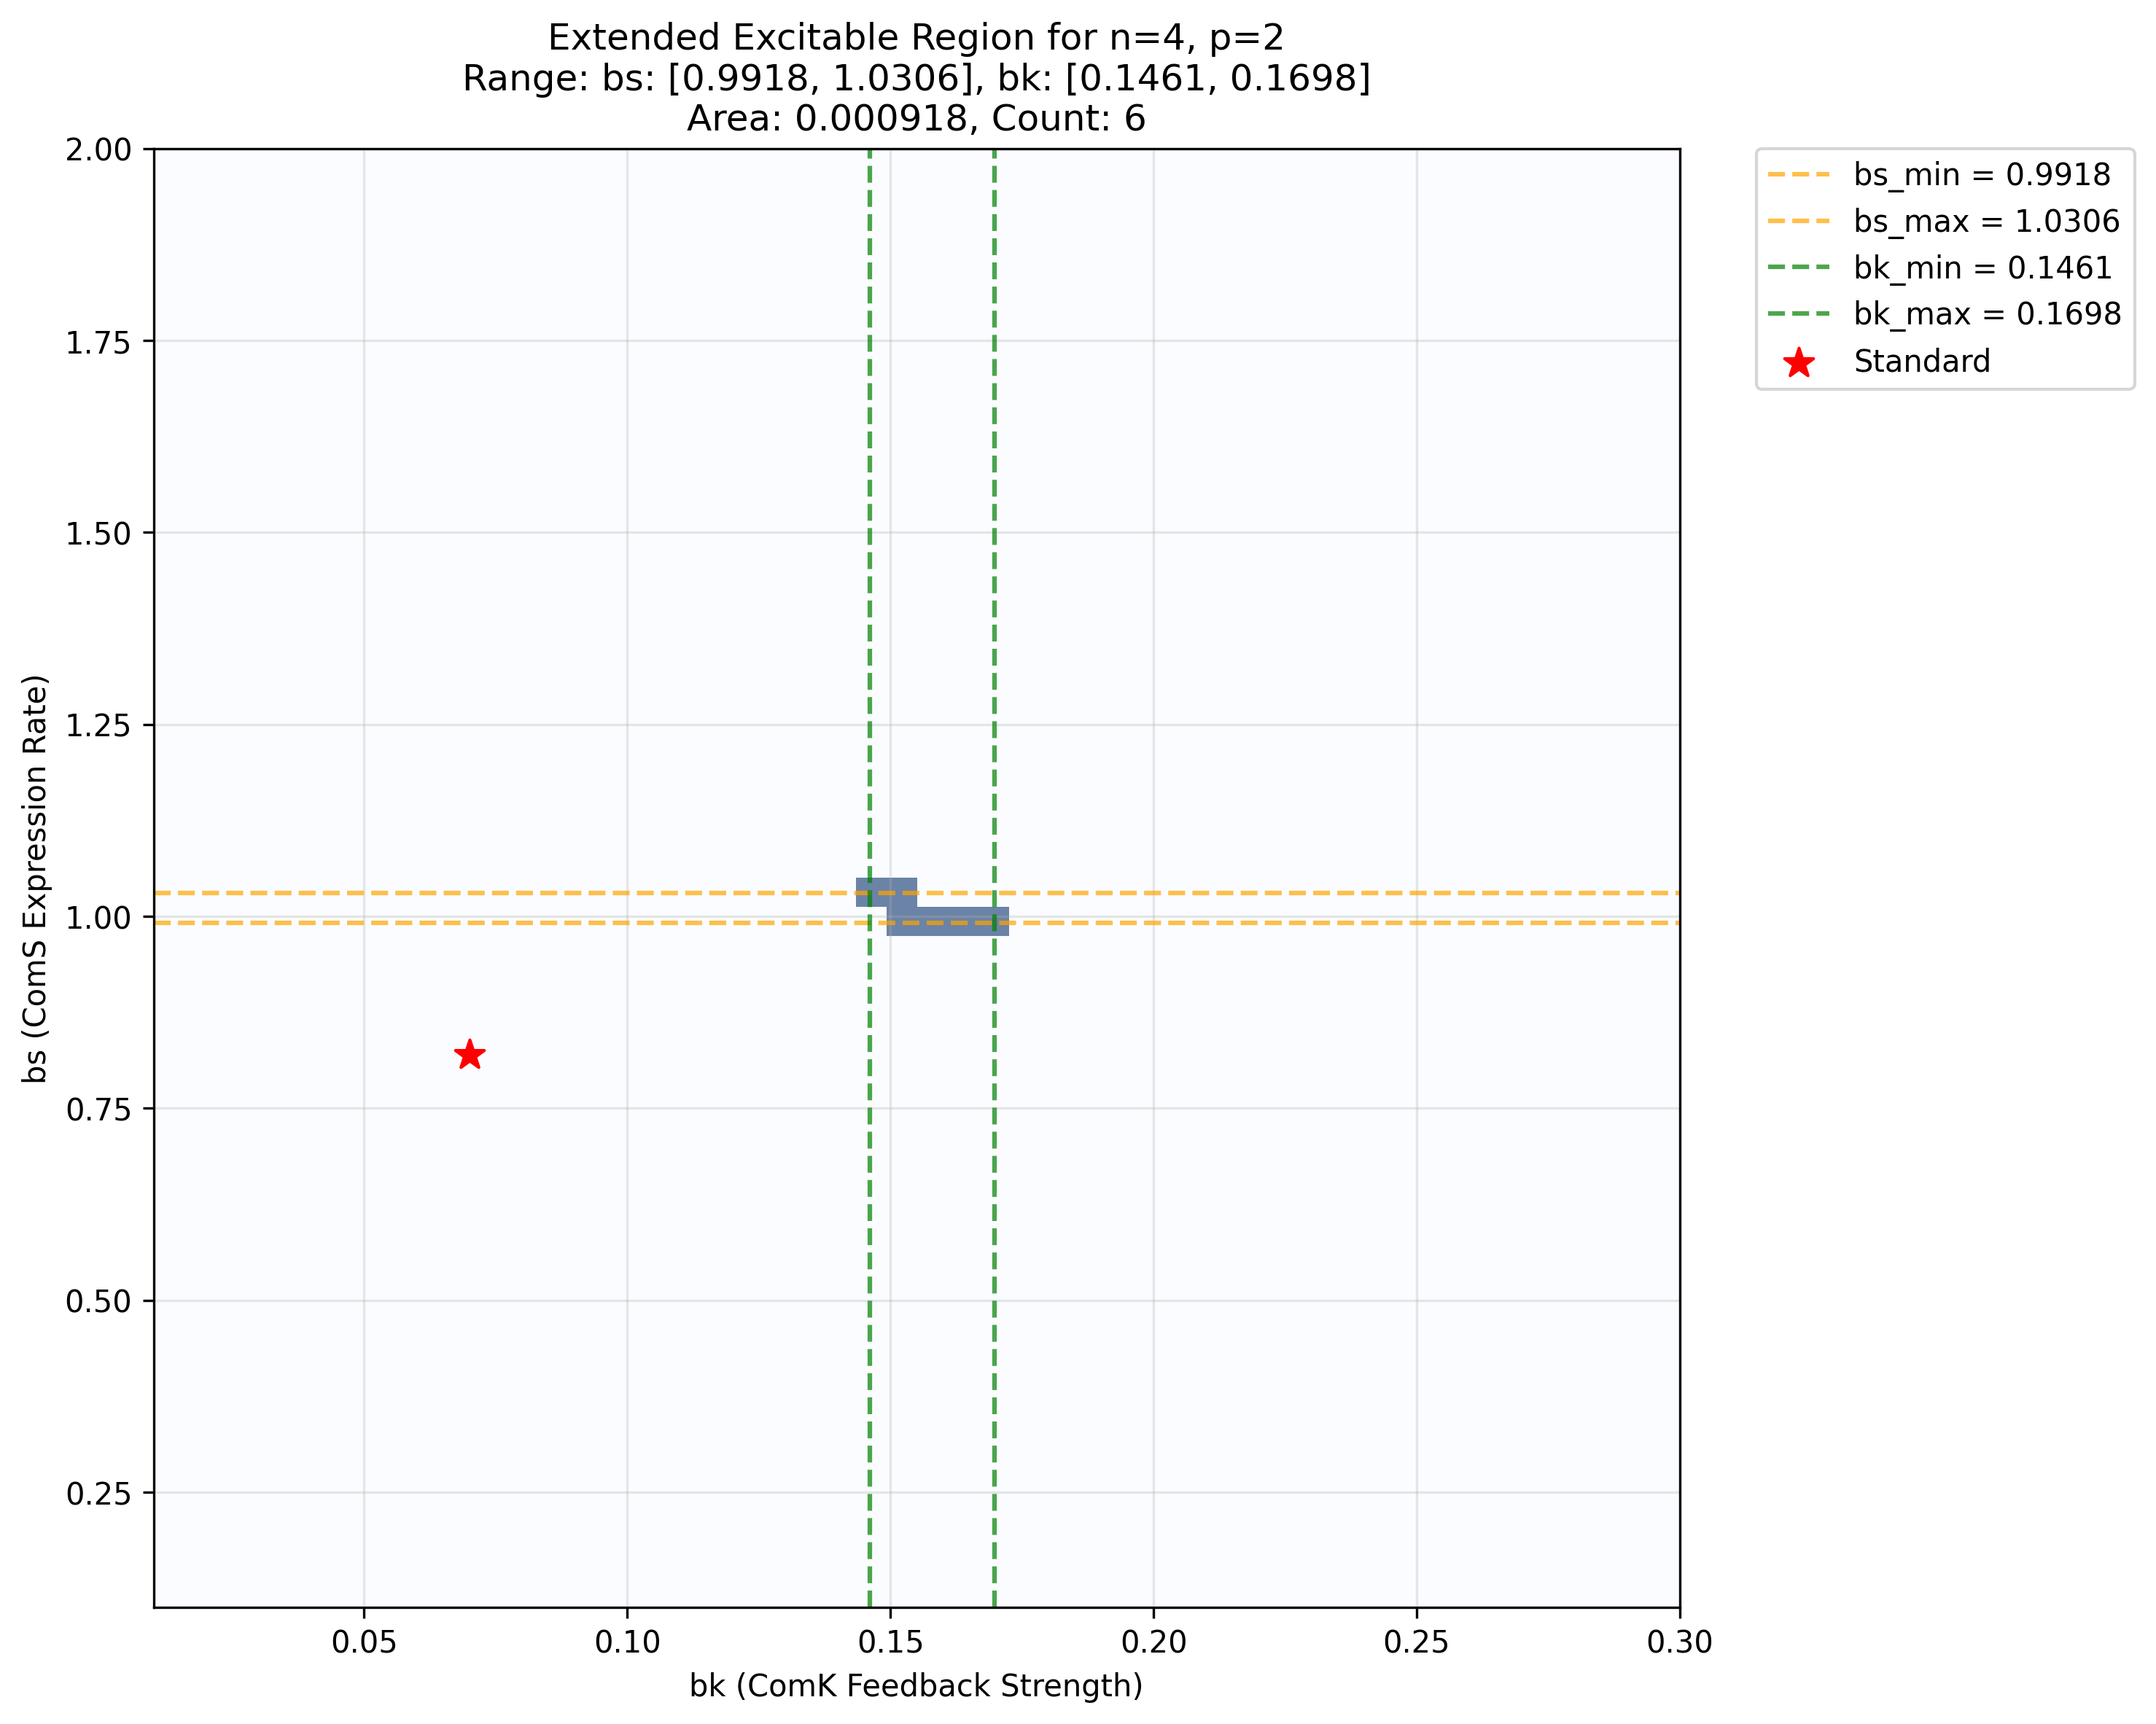 Extended Excitable Region for n=4, p=2
Range: bs: [0.9918, 1.0306], bk: [0.1461, 0.1698]
Area: 0.000918, Count: 6
bs_min = 0.9918
bs_max = 1.0306
bk_min = 0.1461
bk_max = 0.1698
Standard
bs (ComS Expression Rate)
2.00
1.75
1.50
1.25
1.00
0.75
0.50
0.25
0.05
0.10
0.15
0.20
0.25
0.30
bk (ComK Feedback Strength)